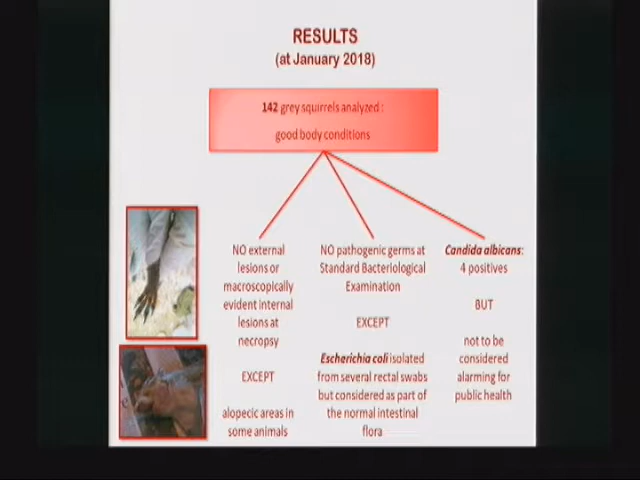 RESULTS
(at January 2018)
142 grey squirrels analyzed :
good body conditions
NO external
lesions or
macroscopically
evident internal
lesions at
necropsy
EXCEPT
alopecic areas in
some animals
NO pathogenic germs at
Standard Bacteriological
Examination
EXCEPT
Escherichia coli isolated
from several rectal swabs
but considered as part of
the normal intestinal
flora
Candida albicans:
4 positives
BUT
not to be
considered
alarming for
public health